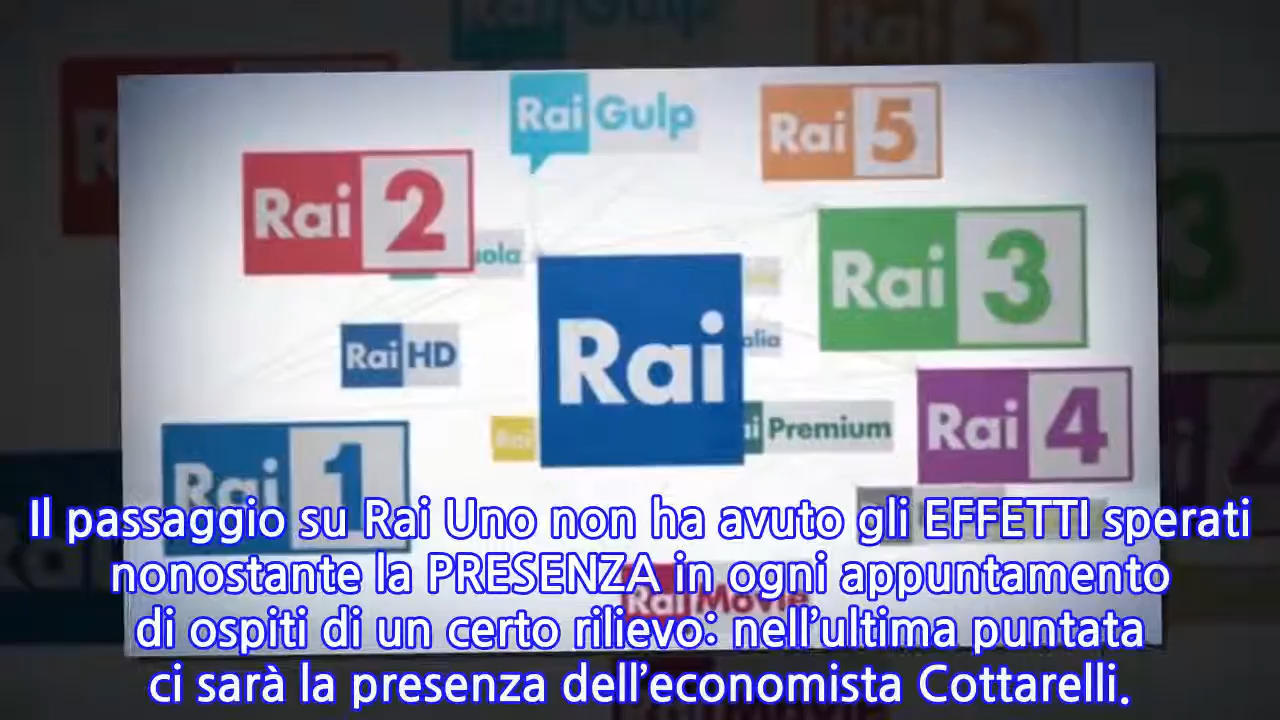 Rai Gulp
Rai 5
Rai 2
Rai 3
Rai
Rai HD
Rai 4
Premium
Rai 1
Rai Movie
Il passaggio su Rai Uno non ha avuto gli EFFETTI sperati
nonostante la PRESENZA in ogni appuntamento
di ospiti di un certo rilievo: nell'ultima puntata
ci sarà la presenza dell'economista Cottarelli.